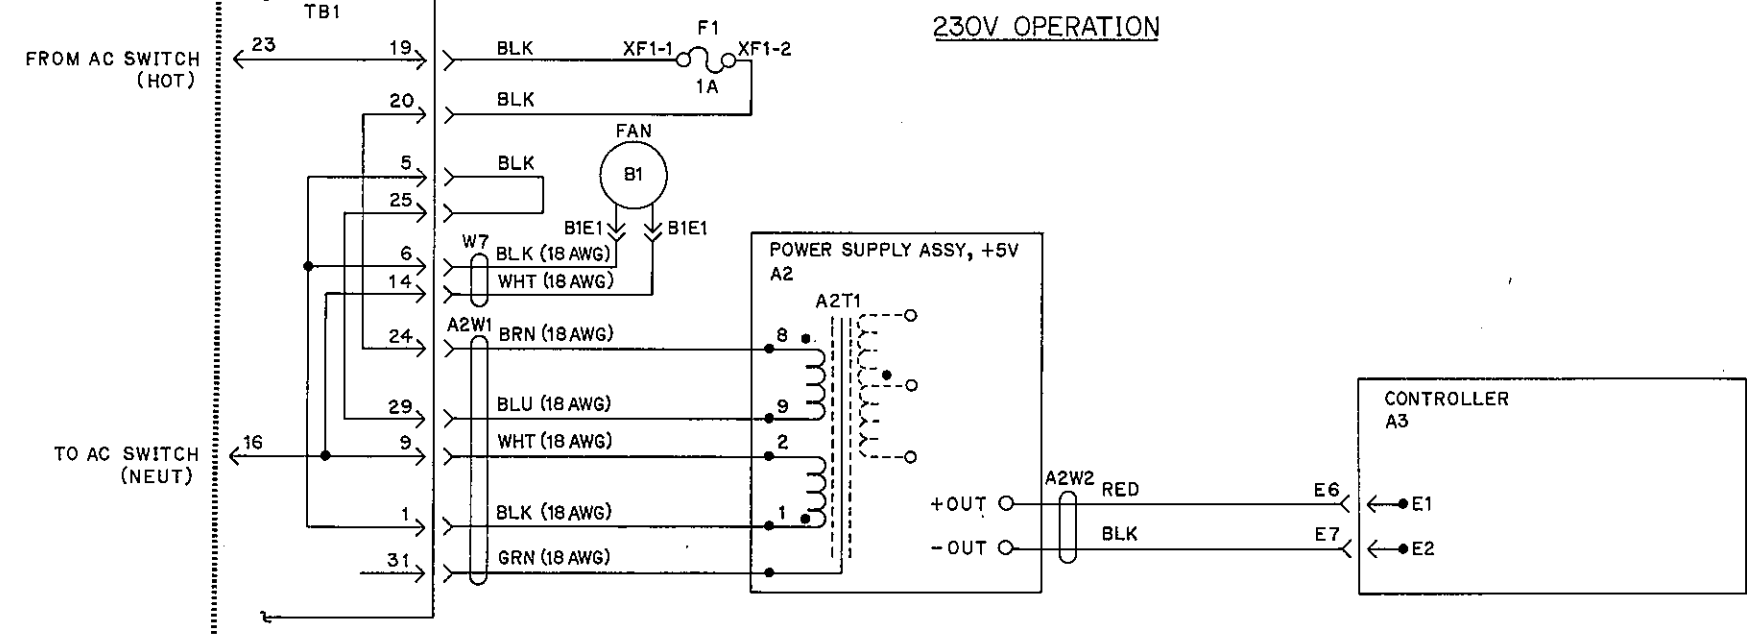 TB1
230V OPERATION
FROM AC SWITCH
(HOT)
23
19
BLK
XF1-1
F1
XF1-2
1A
20
BLK
FAN
B1
5
BLK
25
B1E1
B1E1
W7
6
BLK (18 AWG)
14
WHT (18 AWG)
POWER SUPPLY ASSY, +5V
A2
A2T1
A2W1
24
BRN (18 AWG)
8
29
BLU (18 AWG)
9
TO AC SWITCH
(NEUT)
16
9
WHT (18 AWG)
2
1
BLK (18 AWG)
1
31
GRN (18 AWG)
CONTROLLER
A3
+OUT
A2W2
RED
E6
E1
-OUT
BLK
E7
E2